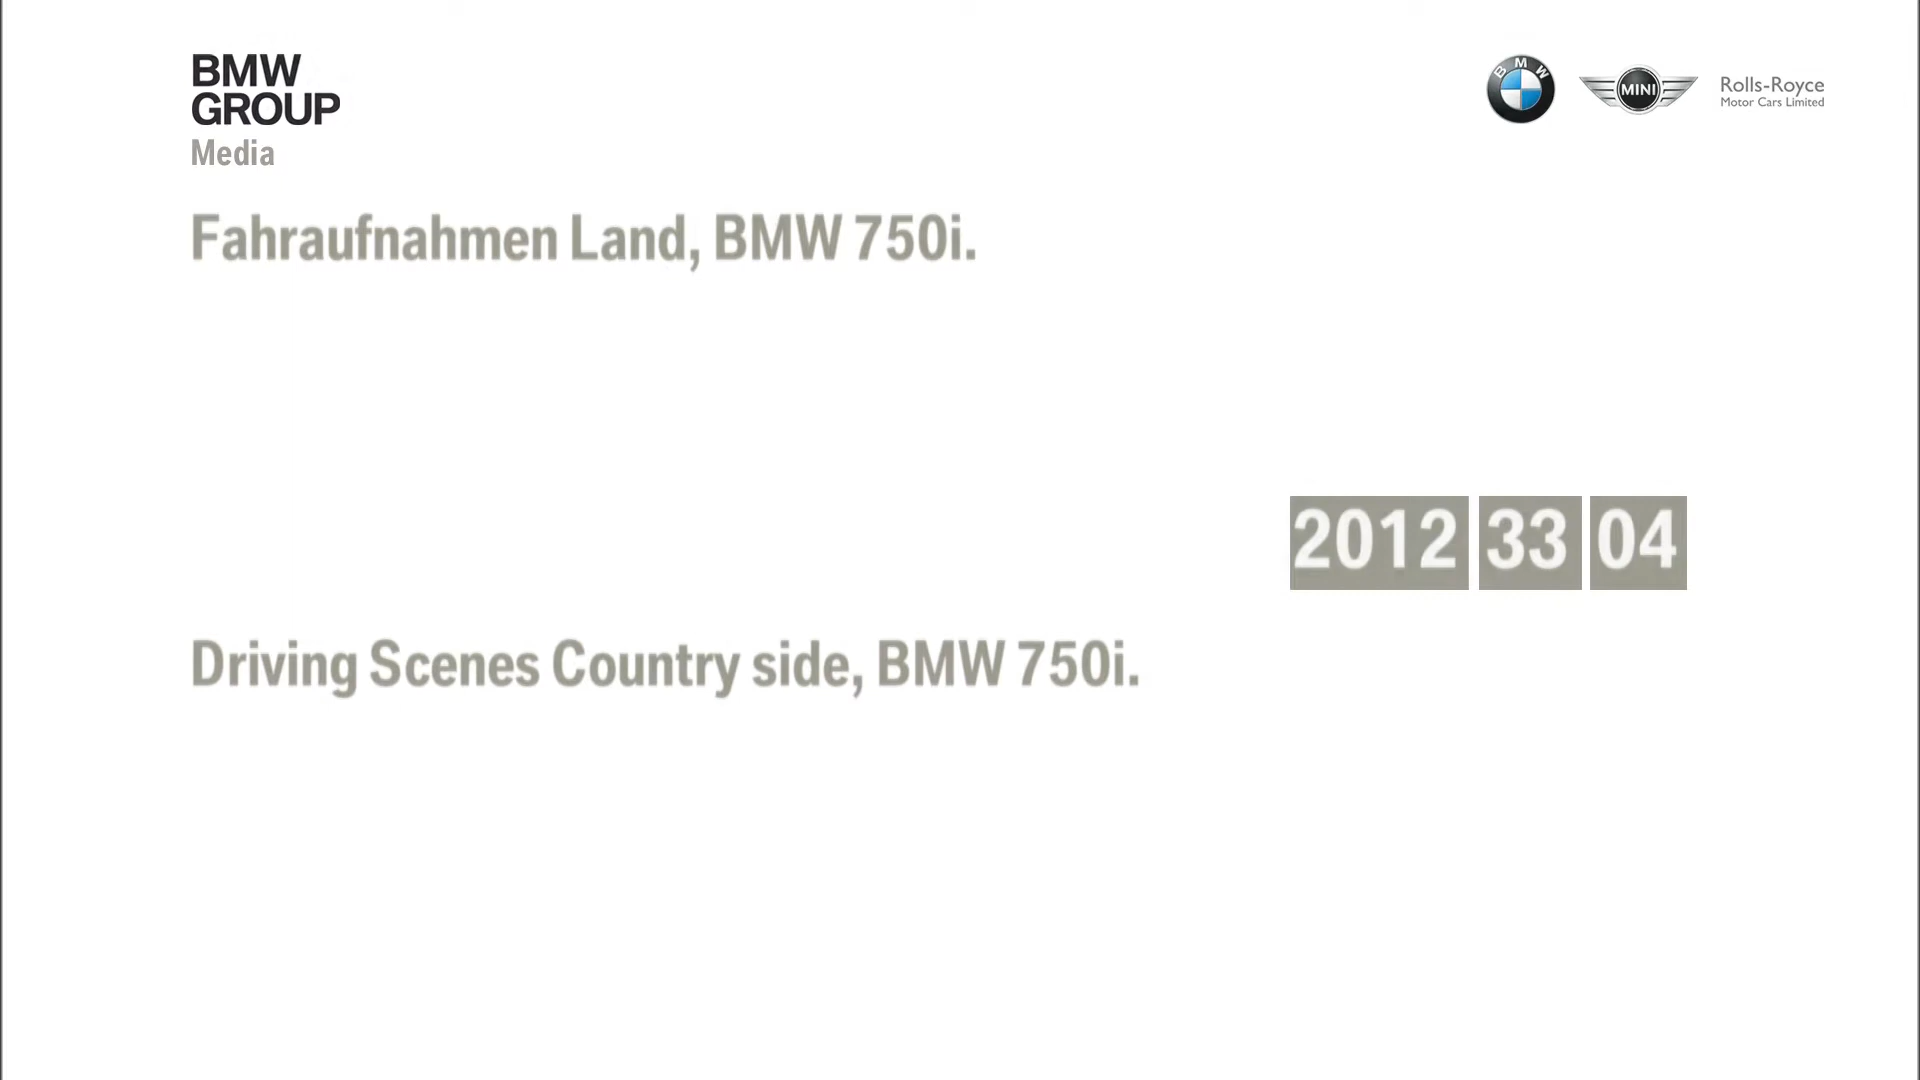 BMW
GROUP
Media
BMW
MINI
Rolls-Royce
Motor Cars Limited
Fahraufnahmen Land, BMW 750i.
2012 33 04
Driving Scenes Country side, BMW 750i.